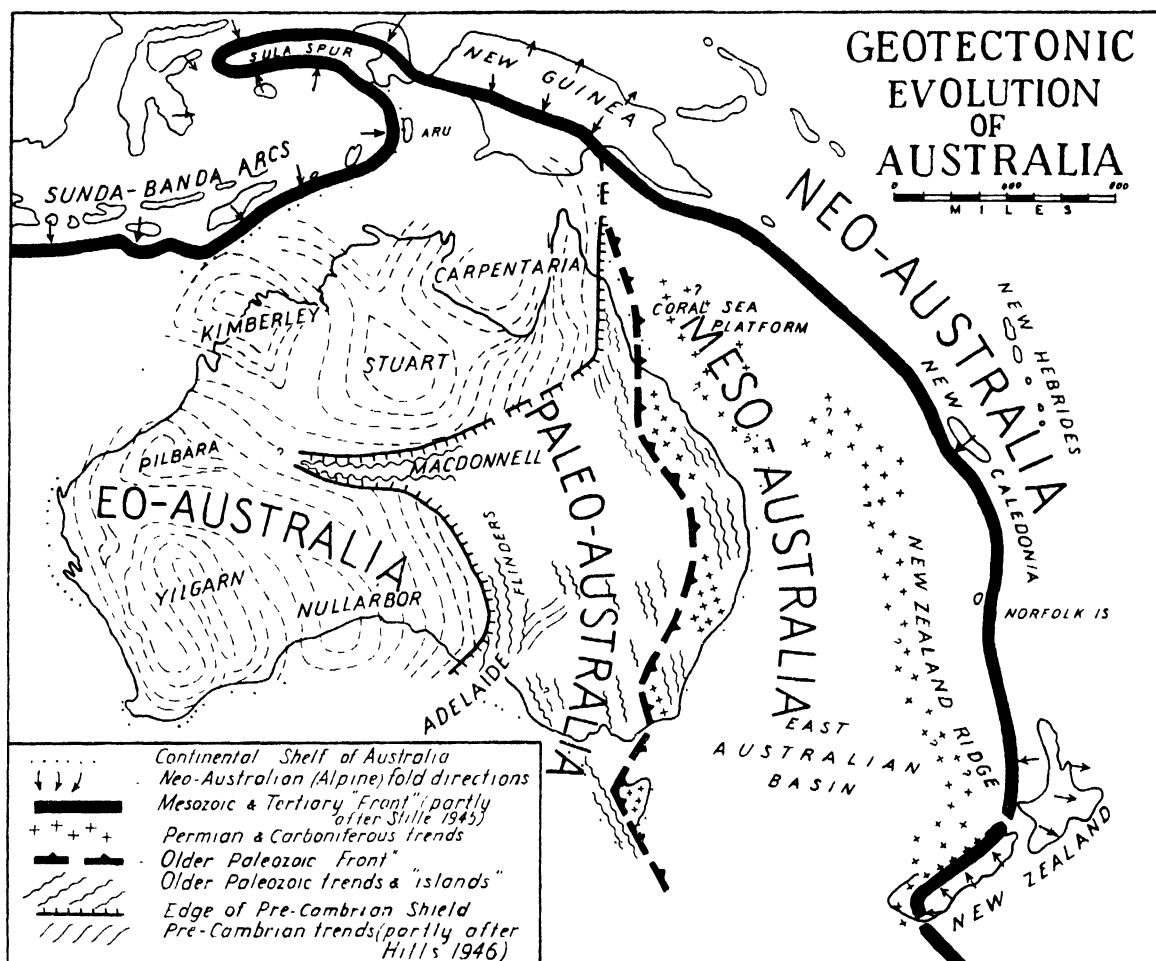 GEOTECTONIC
EVOLUTION
OF
AUSTRALIA
MILES
SULA SPUR
NEW GUINEA
ARU
SUNDA-BANDA ARCS
NEO-AUSTRALIA
CARPENTARIA
KIMBERLEY
STUART
CORAL SEA
PLATFORM
MESO-AUSTRALIA
NEW HEBRIDES
NEW CALEDONIA
PILBARA
MACDONNELL
PALEO-AUSTRALIA
EO-AUSTRALIA
FLINDERS
YILGARN
NULLARBOR
NEW ZEALAND RIDGE
NORFOLK IS
ADELAIDE
EAST
AUSTRALIAN
BASIN
NEW ZEALAND
Continental Shelf of Australia
Neo-Australian (Alpine) fold directions
Mesozoic & Tertiary "Front" (partly
after Stille 1945)
Permian & Carboniferous trends
Older Paleozoic Front"
Older Paleozoic trends & "islands"
Edge of Pre-Cambrian Shield
Pre-Cambrian trends (partly after
Hills 1946)